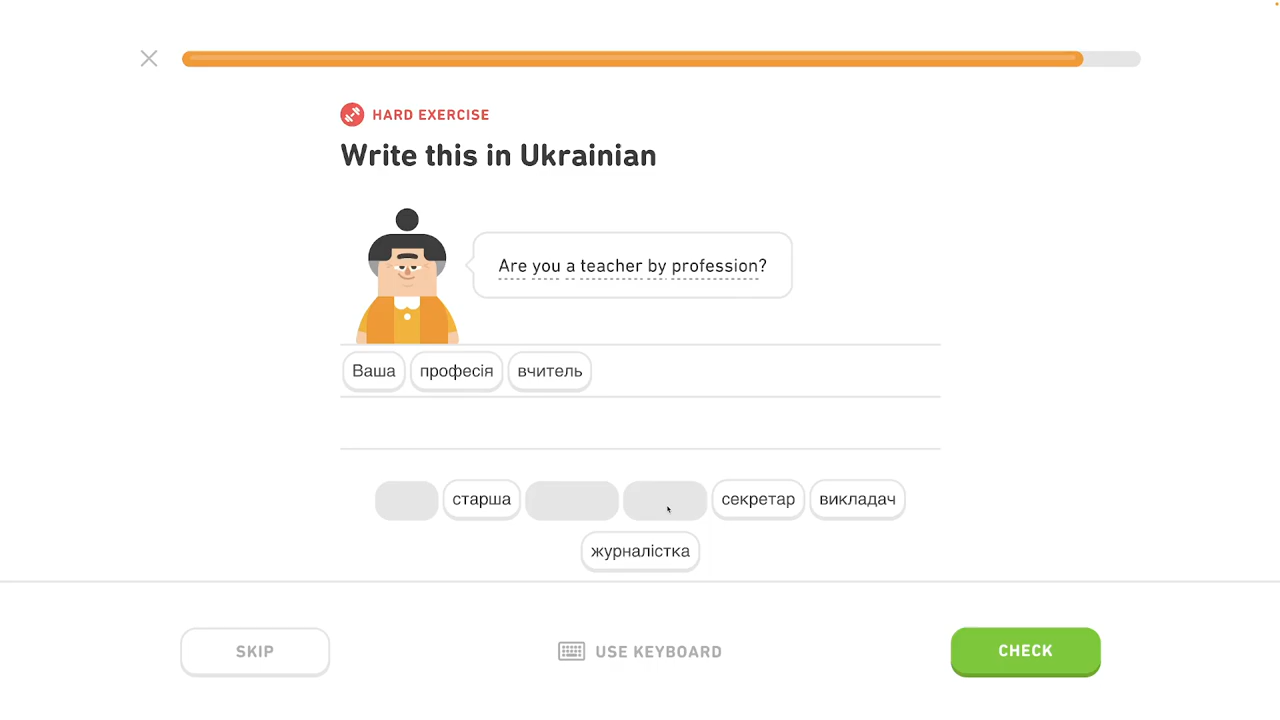 HARD EXERCISE
Write this in Ukrainian
Are you a teacher by profession?
Ваша професія вчитель
старша секретар викладач
журналістка
SKIP USE KEYBOARD CHECK